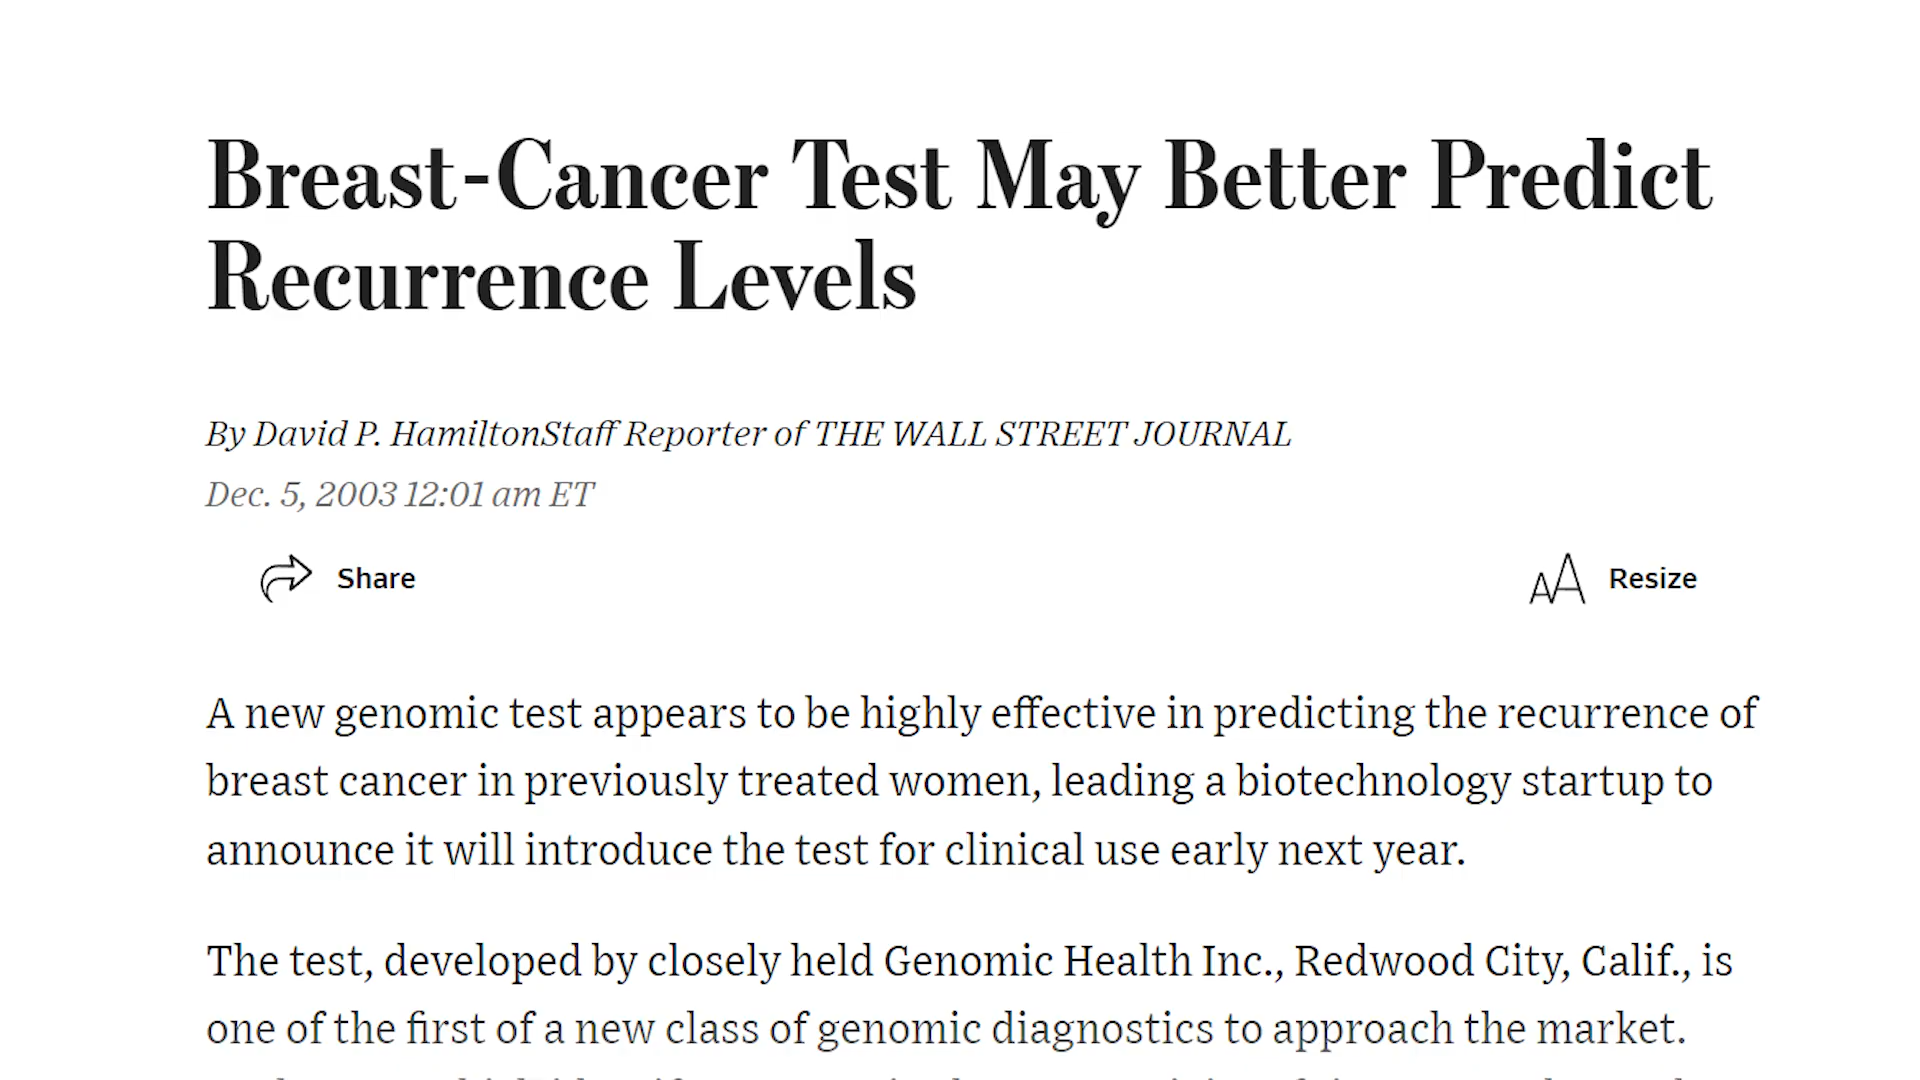 Breast-Cancer Test May Better Predict
Recurrence Levels
By David P. HamiltonStaff Reporter of THE WALL STREET JOURNAL
Dec. 5, 2003 12:01 am ET
Share
Resize
A new genomic test appears to be highly effective in predicting the recurrence of
breast cancer in previously treated women, leading a biotechnology startup to
announce it will introduce the test for clinical use early next year.
The test, developed by closely held Genomic Health Inc., Redwood City, Calif., is
one of the first of a new class of genomic diagnostics to approach the market.